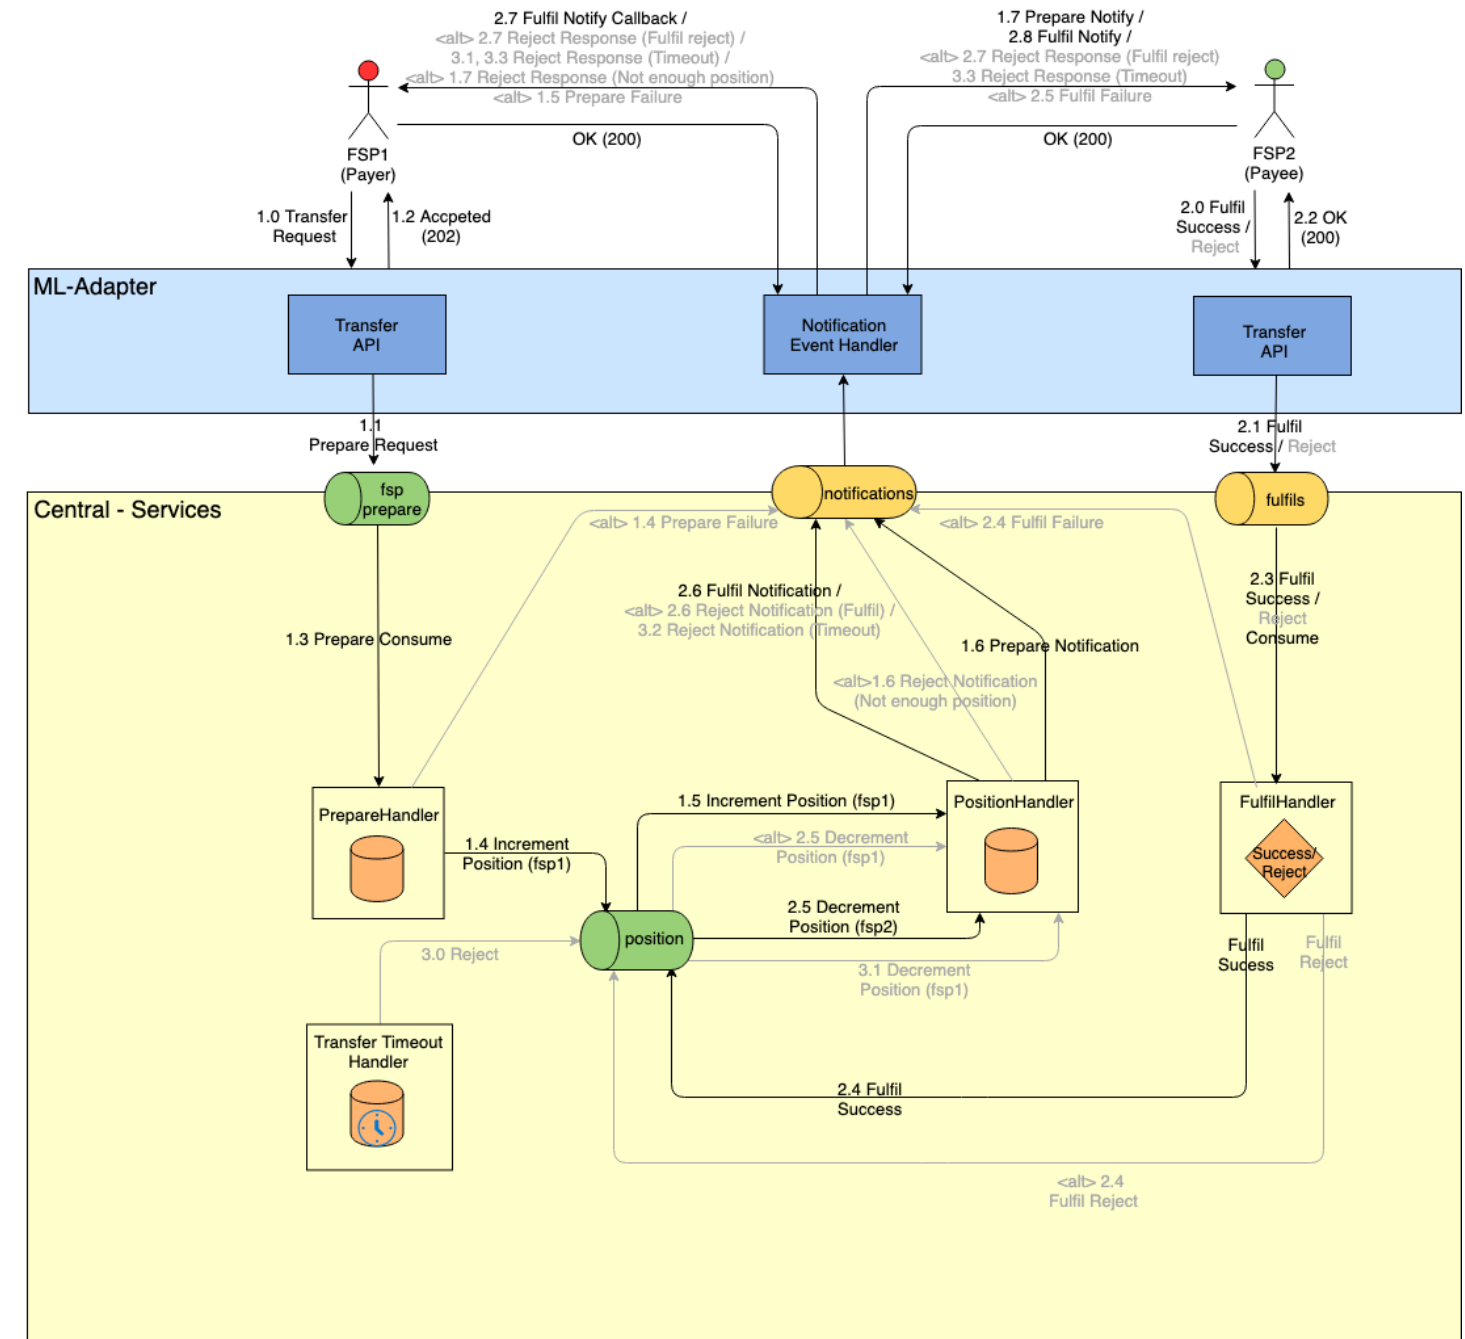 2.7 Fulfil Notify Callback /
<alt> 2.7 Reject Response (Fulfil reject) /
3.1, 3.3 Reject Response (Timeout) /
<alt> 1.7 Reject Response (Not enough position)
<alt> 1.5 Prepare Failure
1.7 Prepare Notify /
2.8 Fulfil Notify /
<alt> 2.7 Reject Response (Fulfil reject)
3.3 Reject Response (Timeout)
<alt> 2.5 Fulfil Failure
OK (200)
OK (200)
FSP1
(Payer)
FSP2
(Payee)
1.0 Transfer
Request
1.2 Accpeted
(202)
2.0 Fulfil
Success /
Reject
2.2 OK
(200)
ML-Adapter
Transfer
API
Notification
Event Handler
Transfer
API
1.1
Prepare Request
2.1 Fulfil
Success / Reject
Central - Services
fsp
prepare
notifications
fulfils
<alt> 1.4 Prepare Failure
<alt> 2.4 Fulfil Failure
2.6 Fulfil Notification /
<alt> 2.6 Reject Notification (Fulfil) /
3.2 Reject Notification (Timeout)
2.3 Fulfil
Success /
Reject
Consume
1.3 Prepare Consume
1.6 Prepare Notification
<alt>1.6 Reject Notification
(Not enough position)
PrepareHandler
1.4 Increment
Position (fsp1)
1.5 Increment Position (fsp1)
<alt> 2.5 Decrement
Position (fsp1)
PositionHandler
FulfilHandler
Success/
Reject
2.5 Decrement
Position (fsp2)
position
3.0 Reject
3.1 Decrement
Position (fsp1)
Fulfil
Sucess
Fulfil
Reject
Transfer Timeout
Handler
2.4 Fulfil
Success
<alt> 2.4
Fulfil Reject